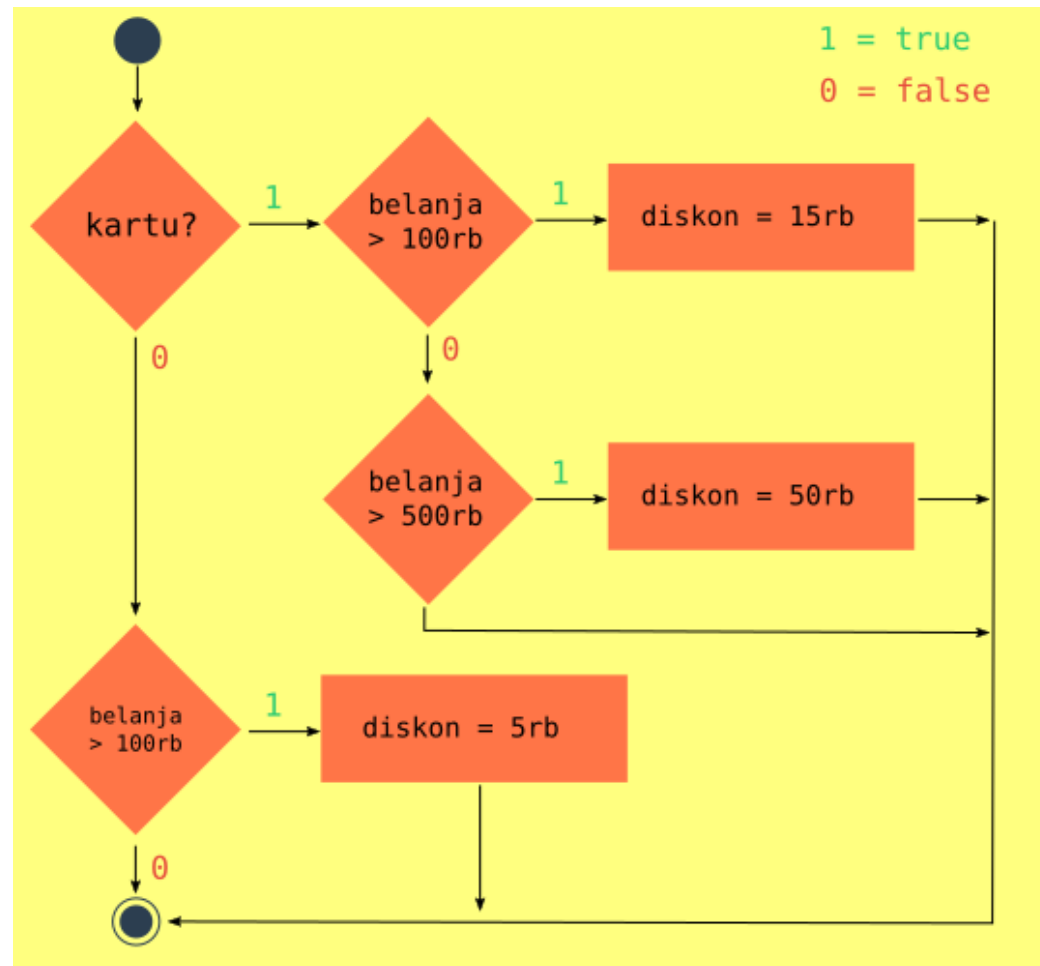 1 = true
0 = false
kartu?
1
belanja
> 100rb
1
diskon = 15rb
0
0
belanja
> 500rb
1
diskon = 50rb
belanja
> 100rb
1
diskon = 5rb
0